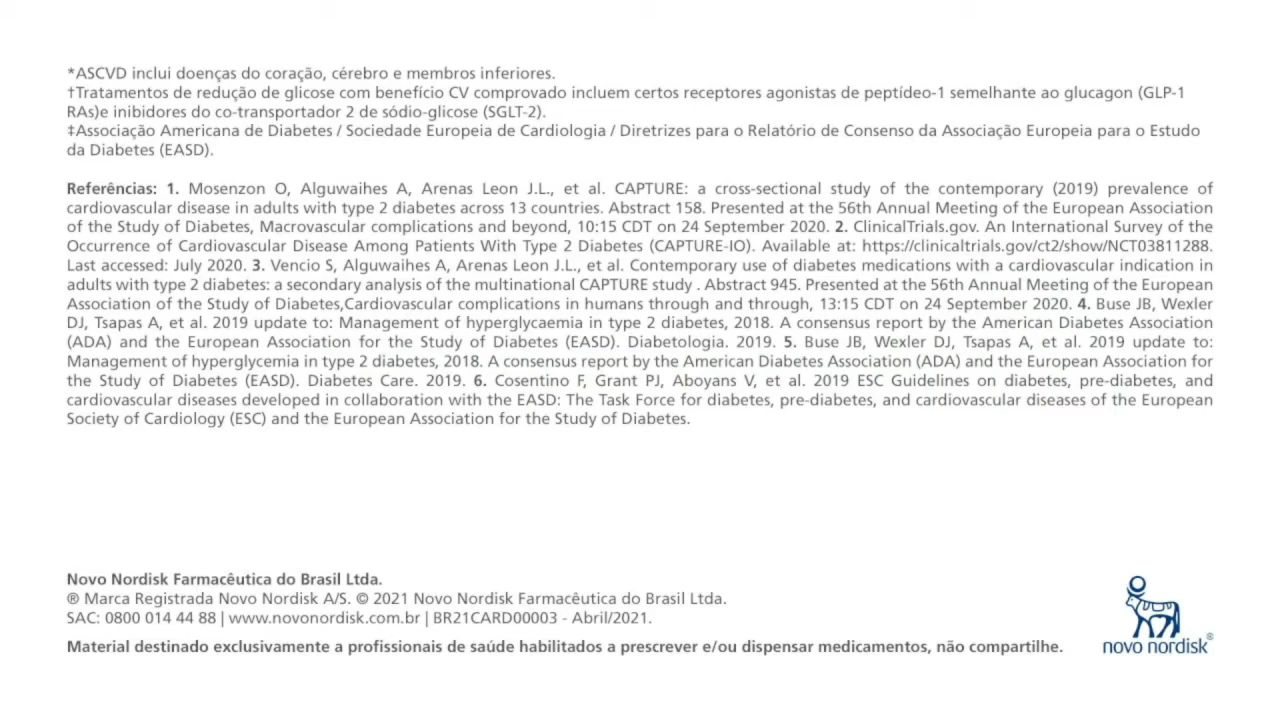 *ASCVD inclui doenças do coração, cérebro e membros inferiores.
†Tratamentos de redução de glicose com benefício CV comprovado incluem certos receptores agonistas de peptídeo-1 semelhante ao glucagon (GLP-1
RAs)e inibidores do co-transportador 2 de sódio-glicose (SGLT-2).
‡Associação Americana de Diabetes / Sociedade Europeia de Cardiologia / Diretrizes para o Relatório de Consenso da Associação Europeia para o Estudo
da Diabetes (EASD).
Referências: 1. Mosenzon O, Alguwaihes A, Arenas Leon J.L., et al. CAPTURE: a cross-sectional study of the contemporary (2019) prevalence of
cardiovascular disease in adults with type 2 diabetes across 13 countries. Abstract 158. Presented at the 56th Annual Meeting of the European Association
of the Study of Diabetes, Macrovascular complications and beyond, 10:15 CDT on 24 September 2020. 2. ClinicalTrials.gov. An International Survey of the
Occurrence of Cardiovascular Disease Among Patients With Type 2 Diabetes (CAPTURE-IO). Available at: https://clinicaltrials.gov/ct2/show/NCT03811288.
Last accessed: July 2020. 3. Vencio S, Alguwaihes A, Arenas Leon J.L., et al. Contemporary use of diabetes medications with a cardiovascular indication in
adults with type 2 diabetes: a secondary analysis of the multinational CAPTURE study . Abstract 945. Presented at the 56th Annual Meeting of the European
Association of the Study of Diabetes,Cardiovascular complications in humans through and through, 13:15 CDT on 24 September 2020. 4. Buse JB, Wexler
DJ, Tsapas A, et al. 2019 update to: Management of hyperglycaemia in type 2 diabetes, 2018. A consensus report by the American Diabetes Association
(ADA) and the European Association for the Study of Diabetes (EASD). Diabetologia. 2019. 5. Buse JB, Wexler DJ, Tsapas A, et al. 2019 update to:
Management of hyperglycemia in type 2 diabetes, 2018. A consensus report by the American Diabetes Association (ADA) and the European Association for
the Study of Diabetes (EASD). Diabetes Care. 2019. 6. Cosentino F, Grant PJ, Aboyans V, et al. 2019 ESC Guidelines on diabetes, pre-diabetes, and
cardiovascular diseases developed in collaboration with the EASD: The Task Force for diabetes, pre-diabetes, and cardiovascular diseases of the European
Society of Cardiology (ESC) and the European Association for the Study of Diabetes.
Novo Nordisk Farmacêutica do Brasil Ltda.
® Marca Registrada Novo Nordisk A/S. © 2021 Novo Nordisk Farmacêutica do Brasil Ltda.
SAC: 0800 014 44 88 | www.novonordisk.com.br | BR21CARD00003 - Abril/2021.
Material destinado exclusivamente a profissionais de saúde habilitados a prescrever e/ou dispensar medicamentos, não compartilhe.
novo nordisk®